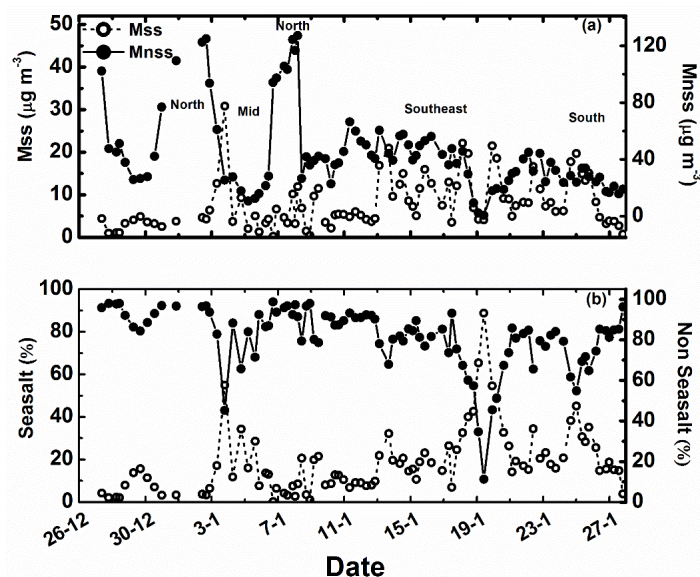 North
(a)
Mss
Mnss
50
40
30
20
10
0
Mss (μg m⁻³)
120
80
40
0
Mnss (μg m⁻³)
North
Mid
Southeast
South
(b)
100
80
60
40
20
0
Seasalt (%)
100
80
60
40
20
0
Non Seasalt (%)
26-12
30-12
3-1
7-1
11-1
15-1
19-1
23-1
27-1
Date